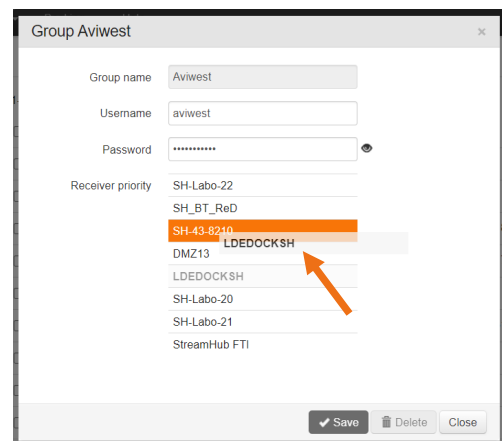 Group Aviwest
×
Group name Aviwest
Username aviwest
Password •••••••••••
Receiver priority SH-Labo-22
SH_BT_ReD
SH-43-8210
LDEDOCKSH
DMZ13
LDEDOCKSH
SH-Labo-20
SH-Labo-21
StreamHub FTI
Save Delete Close